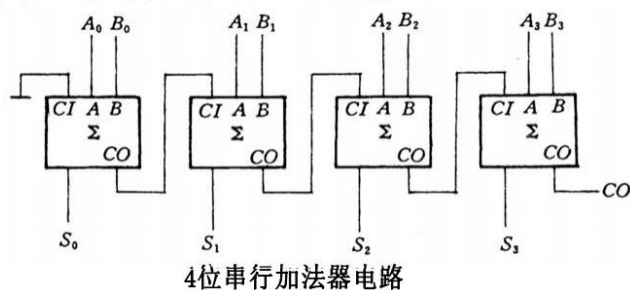 A₀ B₀ A₁ B₁ A₂ B₂ A₃ B₃
CI A B CI A B CI A B CI A B
Σ Σ Σ Σ
CO CO CO CO
CO
S₀ S₁ S₂ S₃
4位串行加法器电路